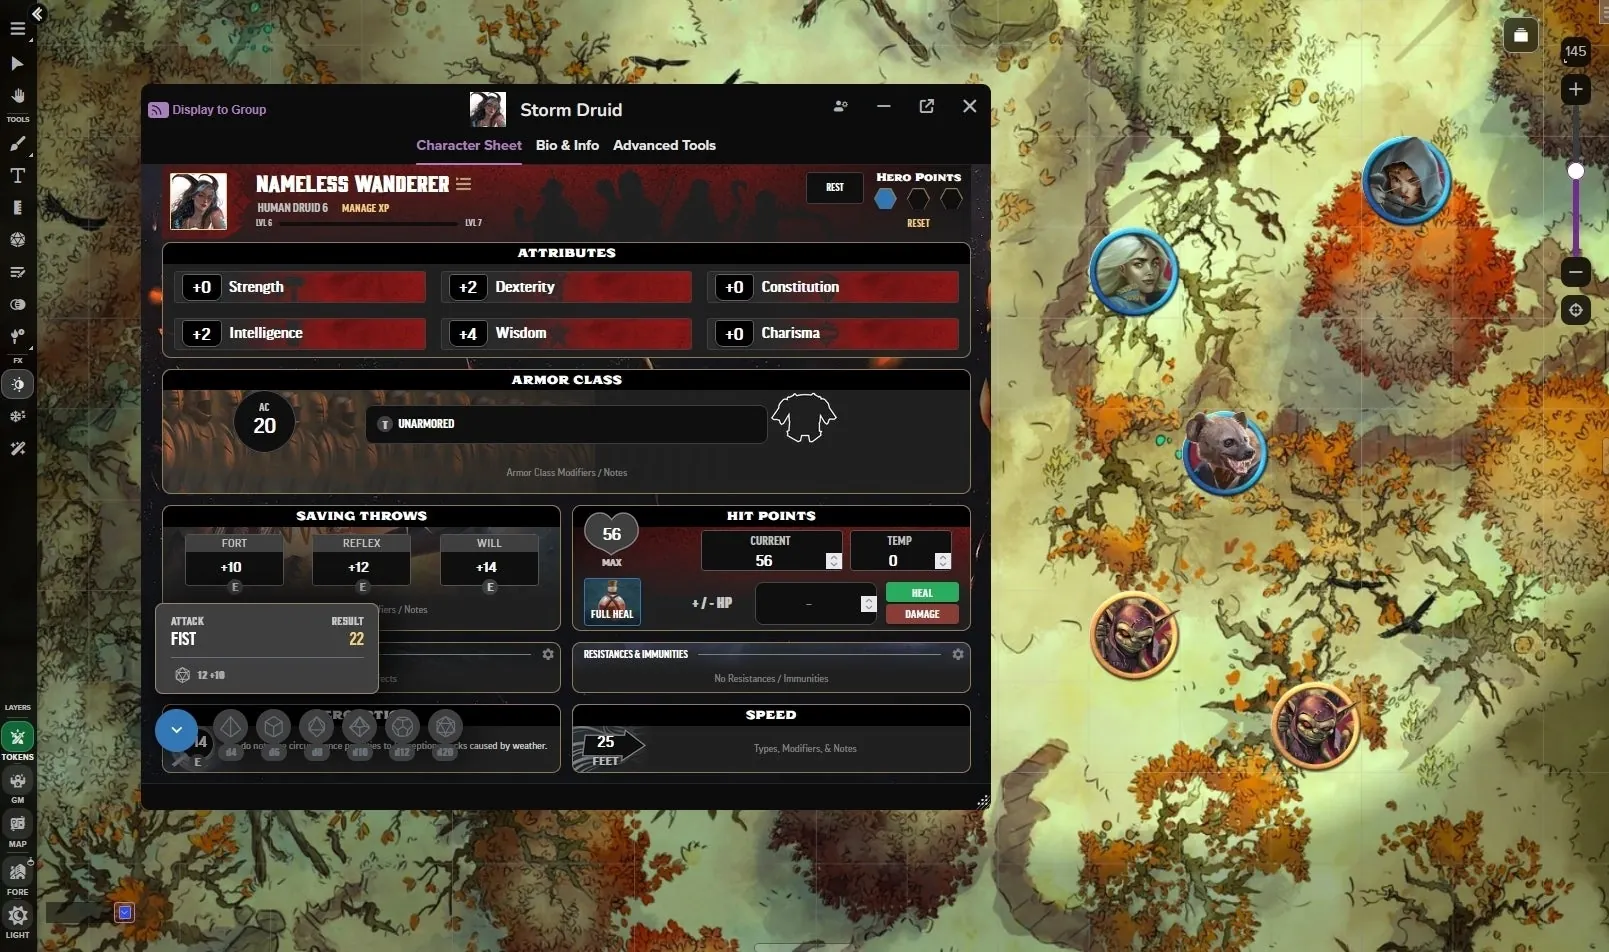 Display to Group
Storm Druid
Character Sheet Bio & Info Advanced Tools
NAMELESS WANDERER
HUMAN DRUID 6 MANAGE XP
LVL 6 LVL 7
REST
HERO POINTS
RESET
ATTRIBUTES
+0 Strength
+2 Dexterity
+0 Constitution
+2 Intelligence
+4 Wisdom
+0 Charisma
ARMOR CLASS
AC
20
T UNARMORED
Armor Class Modifiers / Notes
SAVING THROWS
FORT REFLEX WILL
+10 +12 +14
E E E
/ Notes
HIT POINTS
56
MAX
CURRENT
56
TEMP
0
FULL HEAL
+ / - HP
–
HEAL
DAMAGE
ATTACK RESULT
FIST 22
12 +10
RESISTANCES & IMMUNITIES
No Resistances / Immunities
caused by weather.
d4 d6 d8 d10 d12 d20
E
SPEED
25
FEET
Types, Modifiers, & Notes
TOOLS
FX
LAYERS
TOKENS
GM
MAP
FORE
LIGHT
145